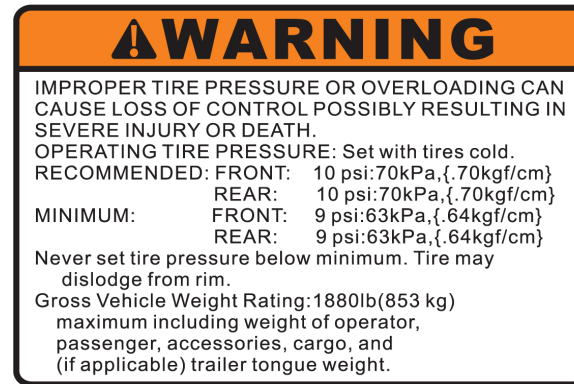 WARNING
IMPROPER TIRE PRESSURE OR OVERLOADING CAN
CAUSE LOSS OF CONTROL POSSIBLY RESULTING IN
SEVERE INJURY OR DEATH.
OPERATING TIRE PRESSURE: Set with tires cold.
RECOMMENDED: FRONT: 10 psi:70kPa,{.70kgf/cm}
REAR: 10 psi:70kPa,{.70kgf/cm}
MINIMUM: FRONT: 9 psi:63kPa,{.64kgf/cm}
REAR: 9 psi:63kPa,{.64kgf/cm}
Never set tire pressure below minimum. Tire may
dislodge from rim.
Gross Vehicle Weight Rating:1880lb(853 kg)
maximum including weight of operator,
passenger, accessories, cargo, and
(if applicable) trailer tongue weight.